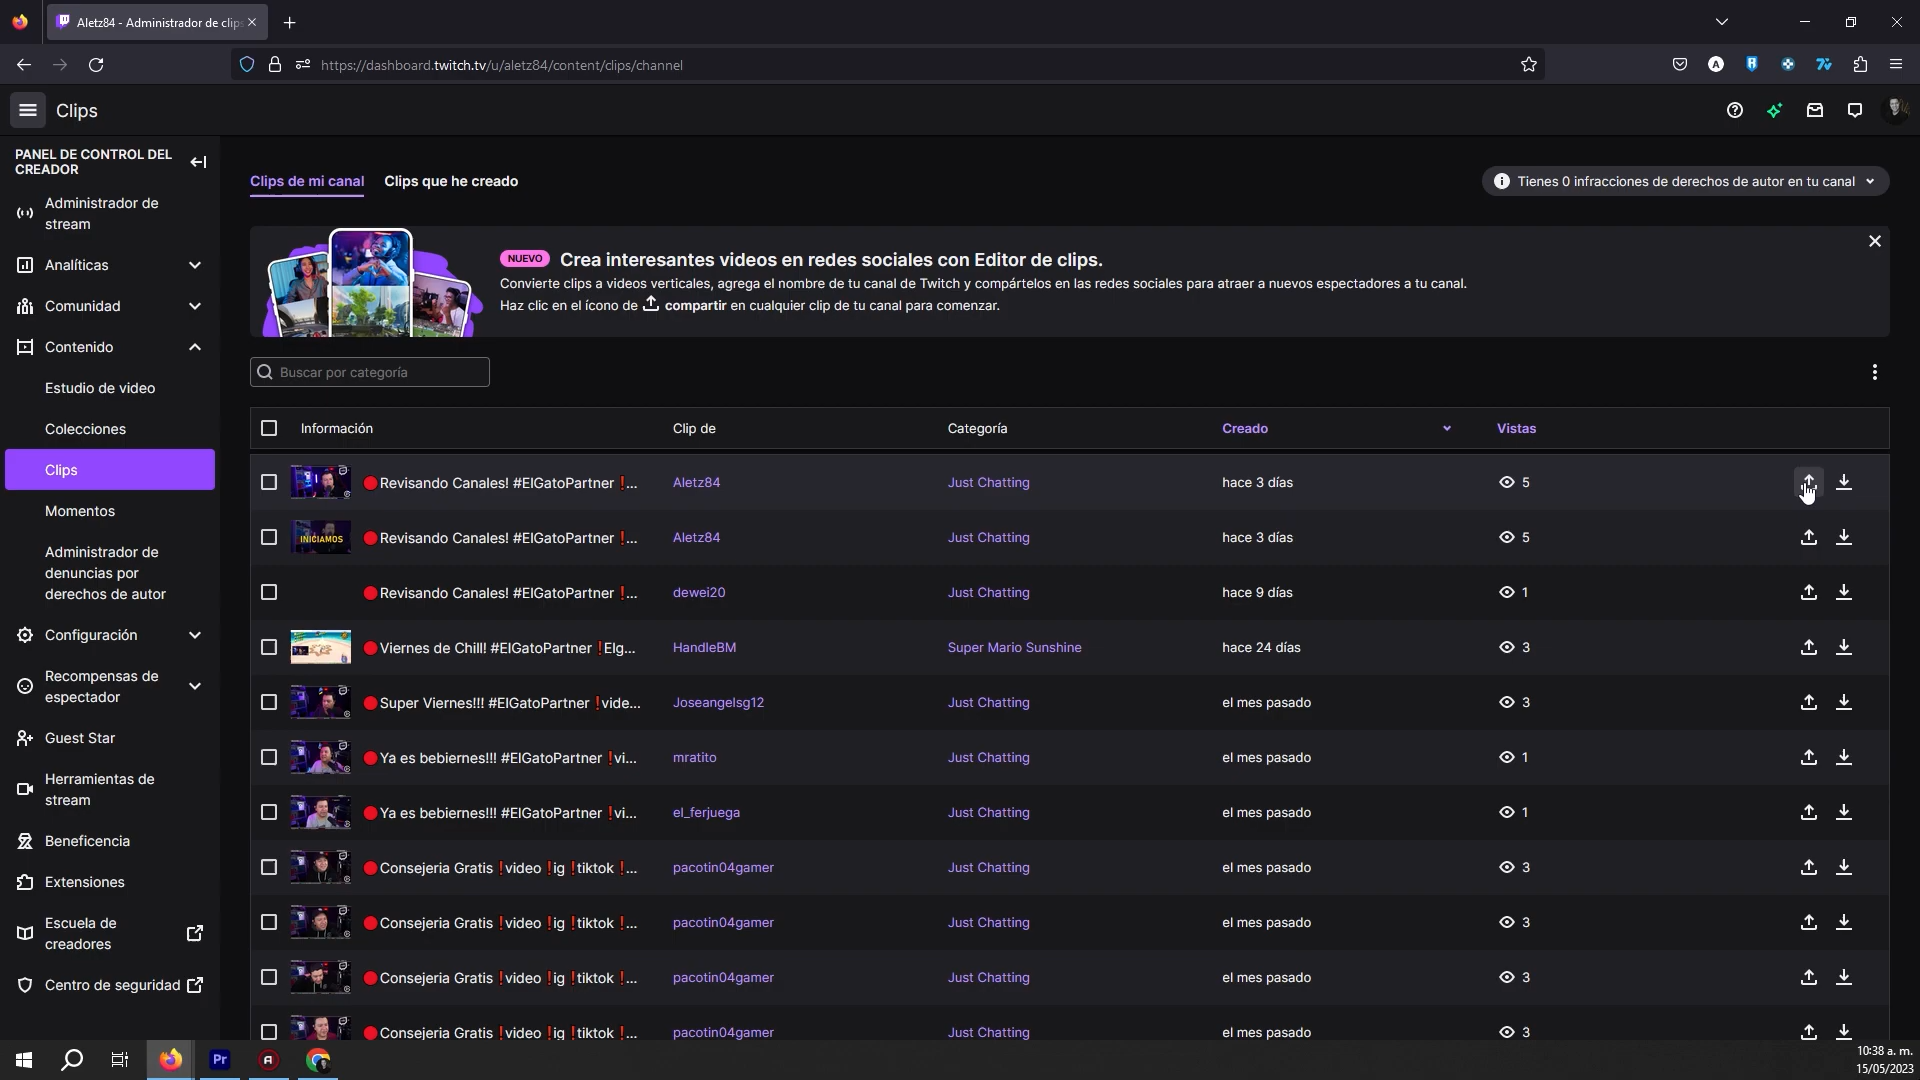 Aletz84 - Administrador de clips
https://dashboard.twitch.tv/u/aletz84/content/clips/channel
Clips
PANEL DE CONTROL DEL
CREADOR
Administrador de
stream
Analíticas
Comunidad
Contenido
Estudio de video
Colecciones
Clips
Momentos
Administrador de
denuncias por
derechos de autor
Configuración
Recompensas de
espectador
Guest Star
Herramientas de
stream
Beneficencia
Extensiones
Escuela de
creadores
Centro de seguridad
Clips de mi canal Clips que he creado
Tienes 0 infracciones de derechos de autor en tu canal
NUEVO Crea interesantes videos en redes sociales con Editor de clips.
Convierte clips a videos verticales, agrega el nombre de tu canal de Twitch y compártelos en las redes sociales para atraer a nuevos espectadores a tu canal.
Haz clic en el ícono de compartir en cualquier clip de tu canal para comenzar.
Buscar por categoría
Información Clip de Categoría Creado Vistas
Revisando Canales! #ElGatoPartner ❗... Aletz84 Just Chatting hace 3 días 5
INICIAMOS Revisando Canales! #ElGatoPartner ❗... Aletz84 Just Chatting hace 3 días 5
Revisando Canales! #ElGatoPartner ❗... dewei20 Just Chatting hace 9 días 1
Viernes de Chill! #ElGatoPartner ❗Elg... HandleBM Super Mario Sunshine hace 24 días 3
Super Viernes!!! #ElGatoPartner ❗vide... Joseangelsg12 Just Chatting el mes pasado 3
Ya es bebiernes!!! #ElGatoPartner ❗vi... mratito Just Chatting el mes pasado 1
Ya es bebiernes!!! #ElGatoPartner ❗vi... el_ferjuega Just Chatting el mes pasado 1
Consejeria Gratis ❗video ❗ig ❗tiktok ❗... pacotin04gamer Just Chatting el mes pasado 3
Consejeria Gratis ❗video ❗ig ❗tiktok ❗... pacotin04gamer Just Chatting el mes pasado 3
Consejeria Gratis ❗video ❗ig ❗tiktok ❗... pacotin04gamer Just Chatting el mes pasado 3
Consejeria Gratis ❗video ❗ig ❗tiktok ❗... pacotin04gamer Just Chatting el mes pasado 3
Pr
10:38 a. m.
15/05/2023